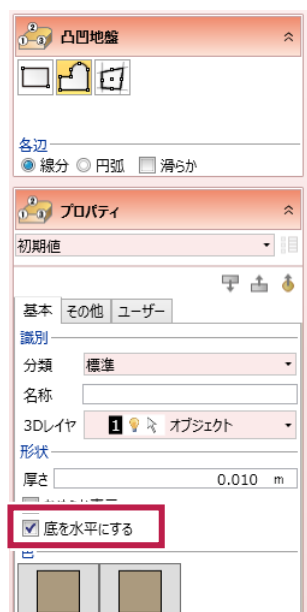 凸凹地盤
各辺
線分 円弧 滑らか
プロパティ
初期値
基本 その他 ユーザー
識別
分類 標準
名称
3Dレイヤ 1 オブジェクト
形状
厚さ 0.010 m
底を水平にする
色